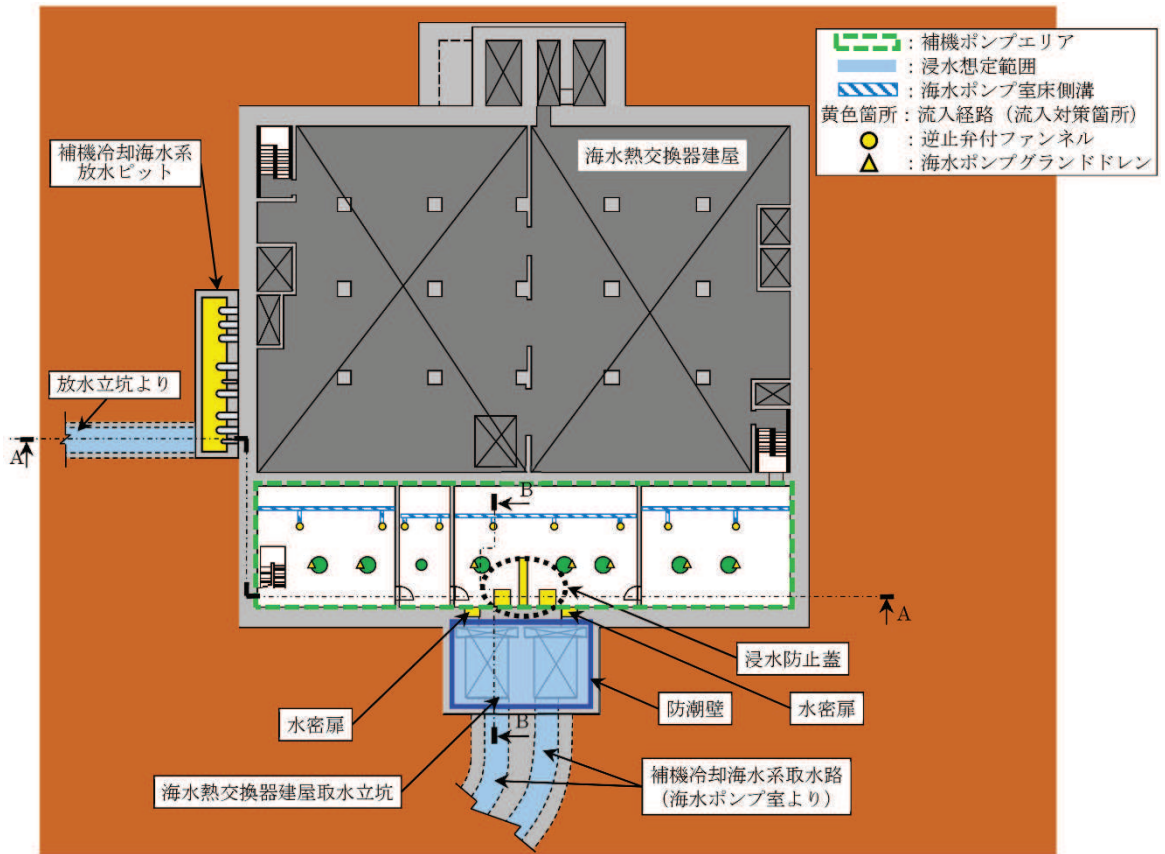 ：補機ポンプエリア
：浸水想定範囲
：海水ポンプ室床側溝
黄色箇所：流入経路（流入対策箇所）
：逆止弁付ファンネル
：海水ポンプグランドドレン
海水熱交換器建屋
補機冷却海水系
放水ピット
放水立坑より
A
B
A
浸水防止蓋
防潮壁
水密扉
水密扉
B
海水熱交換器建屋取水立坑
補機冷却海水系取水路
（海水ポンプ室より）